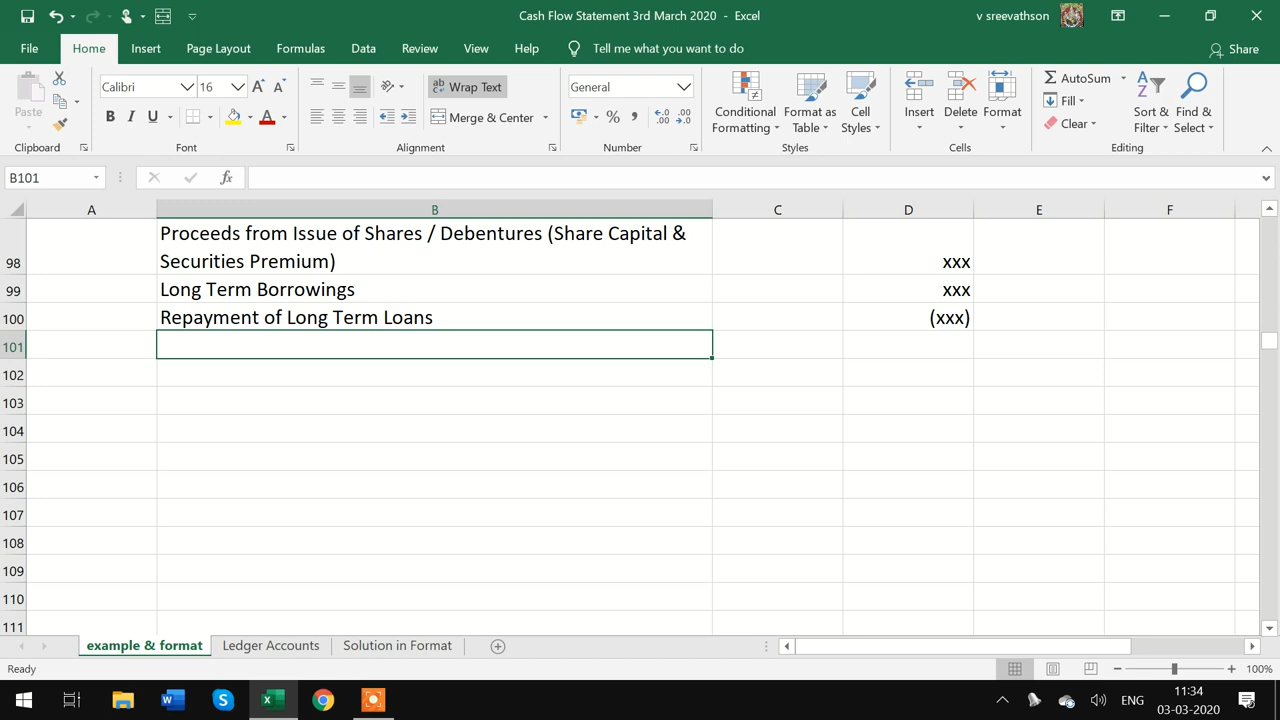 Cash Flow Statement 3rd March 2020 - Excel
v sreevathson
File Home Insert Page Layout Formulas Data Review View Help Tell me what you want to do Share
Paste
Calibri 16
B I U A
ab Wrap Text
Merge & Center
General
% ,
Conditional Formatting
Format as Table
Cell Styles
Insert Delete Format
AutoSum
Fill
Clear
Sort & Filter
Find & Select
Clipboard Font Alignment Number Styles Cells Editing
B101 fx
A B C D E F
98 Proceeds from Issue of Shares / Debentures (Share Capital &
Securities Premium) xxx
99 Long Term Borrowings xxx
100 Repayment of Long Term Loans (xxx)
101
102
103
104
105
106
107
108
109
110
111
example & format Ledger Accounts Solution in Format
Ready 100%
ENG 11:34
03-03-2020